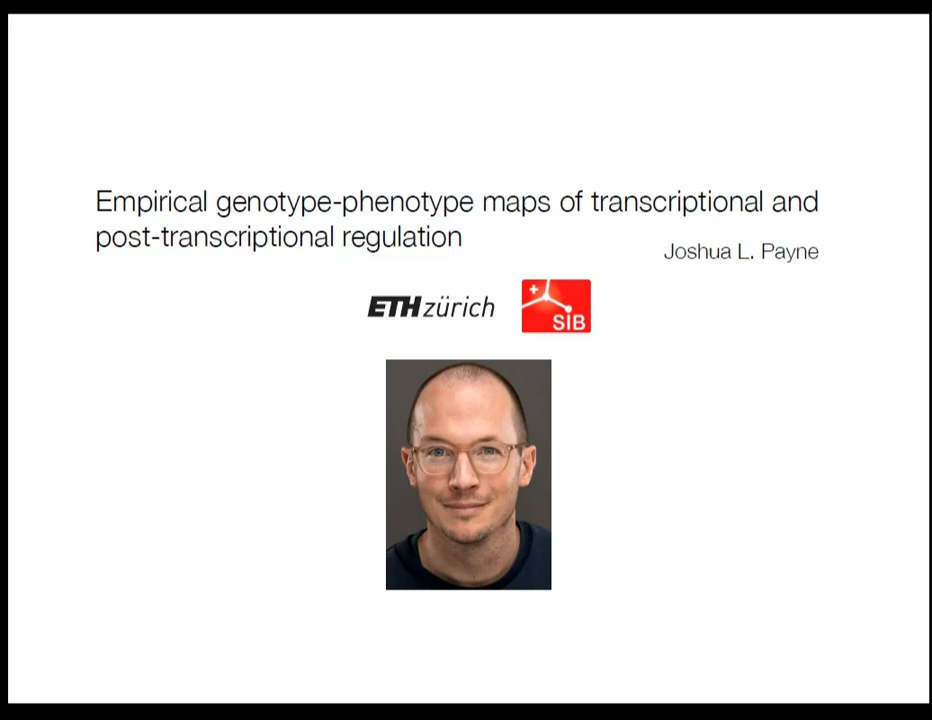 Empirical genotype-phenotype maps of transcriptional and
post-transcriptional regulation
Joshua L. Payne
ETH zürich
SIB